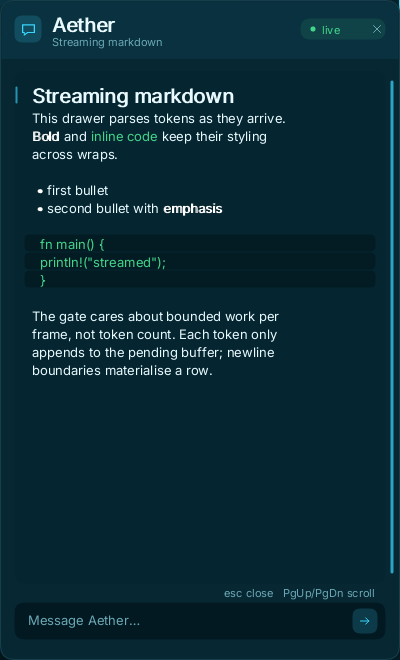 Aether
Streaming markdown
live
Streaming markdown
This drawer parses tokens as they arrive.
Bold and inline code keep their styling
across wraps.
• first bullet
• second bullet with emphasis
fn main() {
println!("streamed");
}
The gate cares about bounded work per
frame, not token count. Each token only
appends to the pending buffer; newline
boundaries materialise a row.
esc close PgUp/PgDn scroll
Message Aether...